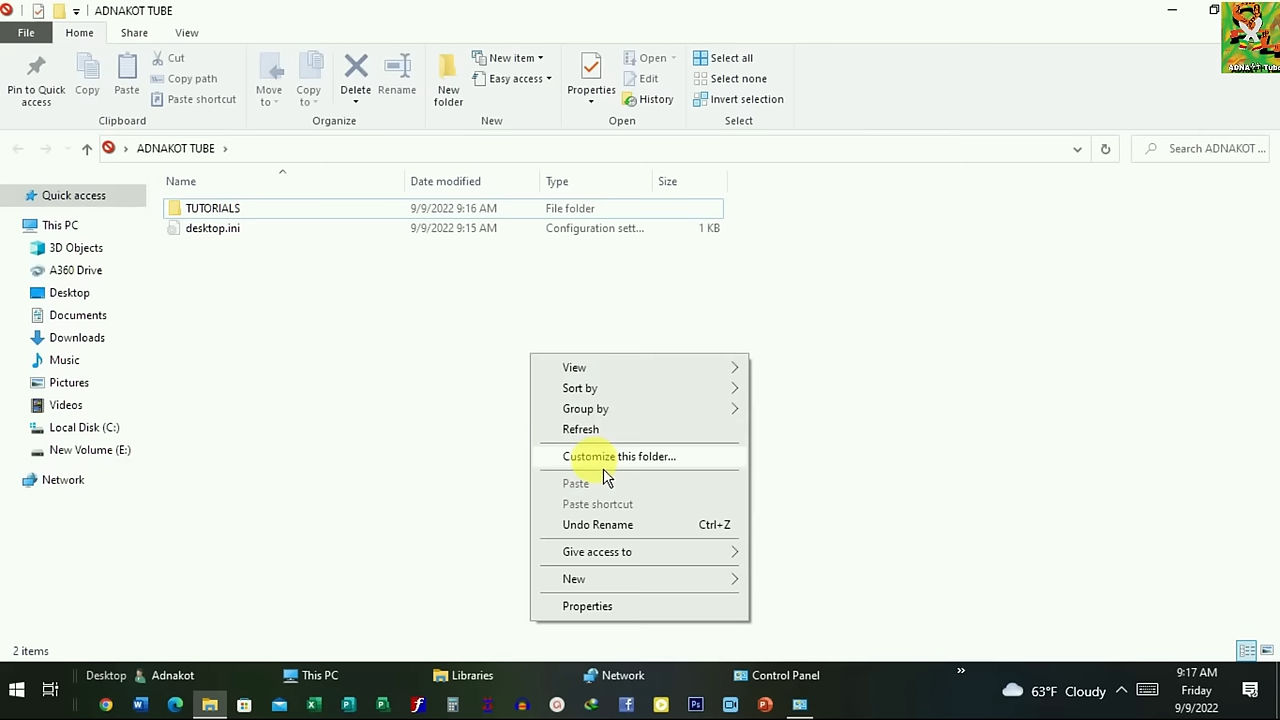 ADNAKOT TUBE
File Home Share View
Pin to Quick access
Copy
Paste
Cut
Copy path
Paste shortcut
Clipboard
Move to
Copy to
Delete
Rename
Organize
New folder
New item
Easy access
New
Properties
Open
Edit
History
Open
Select all
Select none
Invert selection
Select
ADNAKOT TUBE
Search ADNAKOT ...
Name Date modified Type Size
TUTORIALS 9/9/2022 9:16 AM File folder
desktop.ini 9/9/2022 9:15 AM Configuration sett... 1 KB
Quick access
This PC
3D Objects
A360 Drive
Desktop
Documents
Downloads
Music
Pictures
Videos
Local Disk (C:)
New Volume (E:)
Network
View
Sort by
Group by
Refresh
Customize this folder...
Paste
Paste shortcut
Undo Rename Ctrl+Z
Give access to
New
Properties
2 items
Desktop Adnakot This PC Libraries Network Control Panel
63°F Cloudy
9:17 AM
Friday
9/9/2022